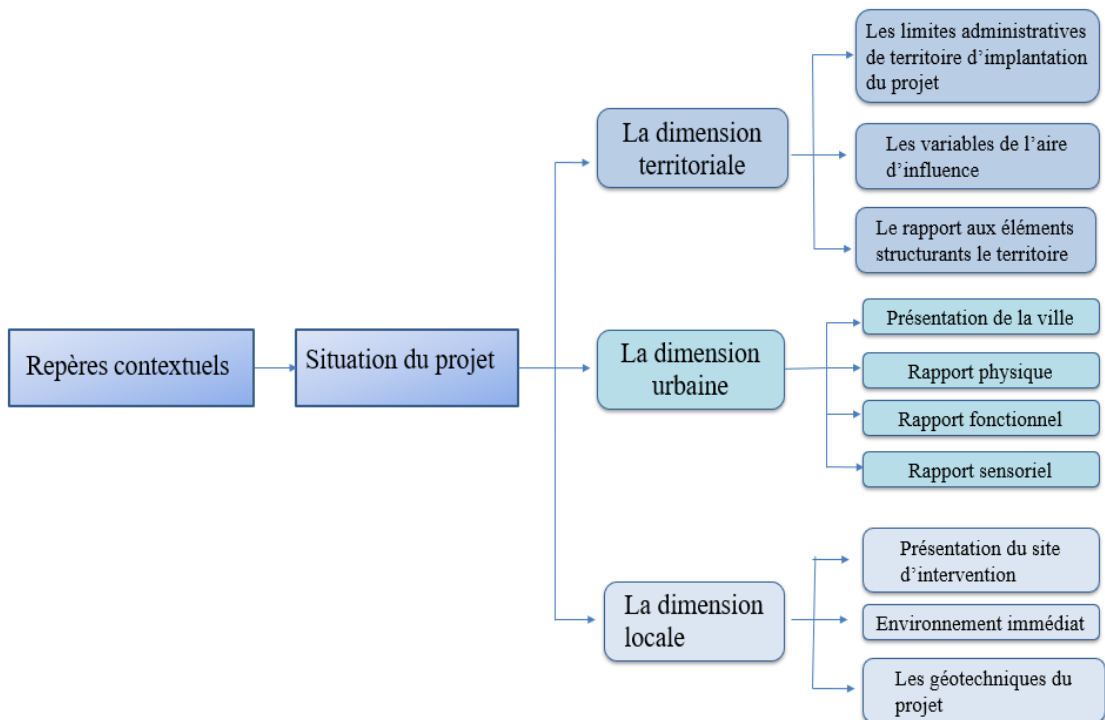 Repères contextuels
Situation du projet
La dimension
territoriale
Les limites administratives
de territoire d’implantation
du projet
Les variables de l’aire
d’influence
Le rapport aux éléments
structurants le territoire
La dimension
urbaine
Présentation de la ville
Rapport physique
Rapport fonctionnel
Rapport sensoriel
La dimension
locale
Présentation du site
d’intervention
Environnement immédiat
Les géotechniques du
projet